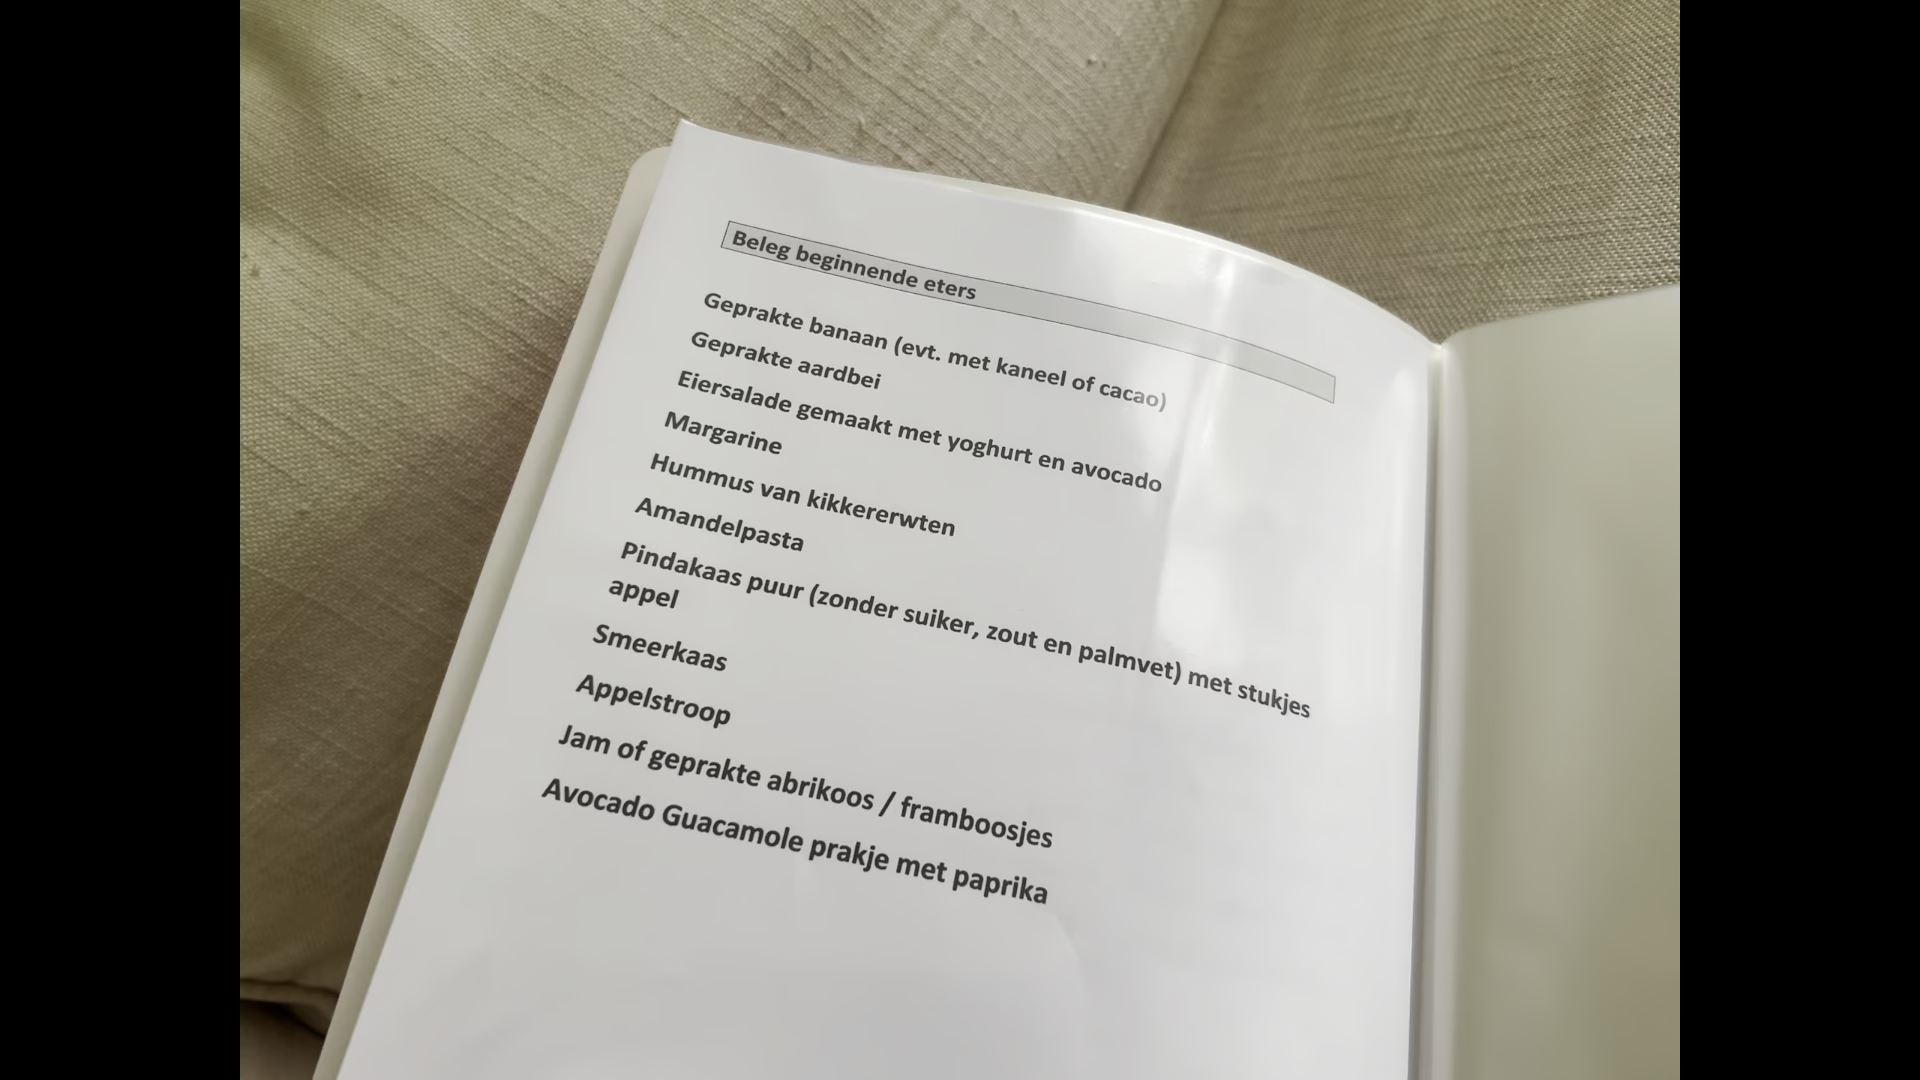 Beleg beginnende eters
Geprakte banaan (evt. met kaneel of cacao)
Geprakte aardbei
Eiersalade gemaakt met yoghurt en avocado
Margarine
Hummus van kikkererwten
Amandelpasta
Pindakaas puur (zonder suiker, zout en palmvet) met stukjes
appel
Smeerkaas
Appelstroop
Jam of geprakte abrikoos / framboosjes
Avocado Guacamole prakje met paprika